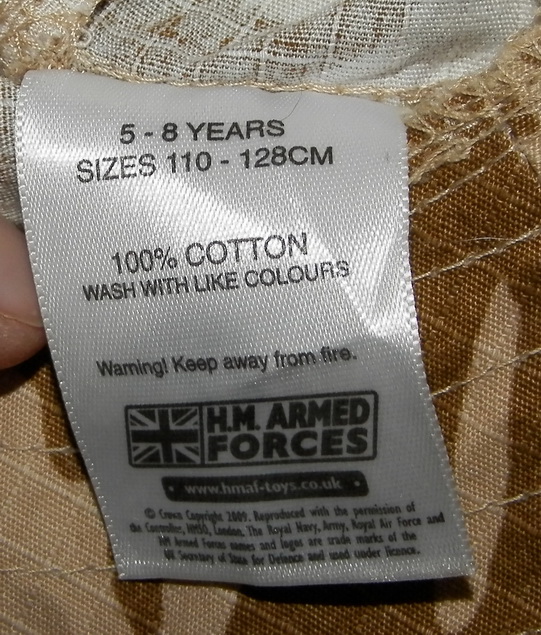 5 - 8 YEARS
SIZES 110 - 128CM
100% COTTON
WASH WITH LIKE COLOURS
Warning! Keep away from fire.
H.M. ARMED
FORCES
• www.hmaf-toys.co.uk •
© Crown Copyright 2009. Reproduced with the permission of
the Controller, HMSO, London. The Royal Navy, Army, Royal Air Force and
HM Armed Forces names and logos are trade marks of the
UK Secretary of State for Defence and used under licence.